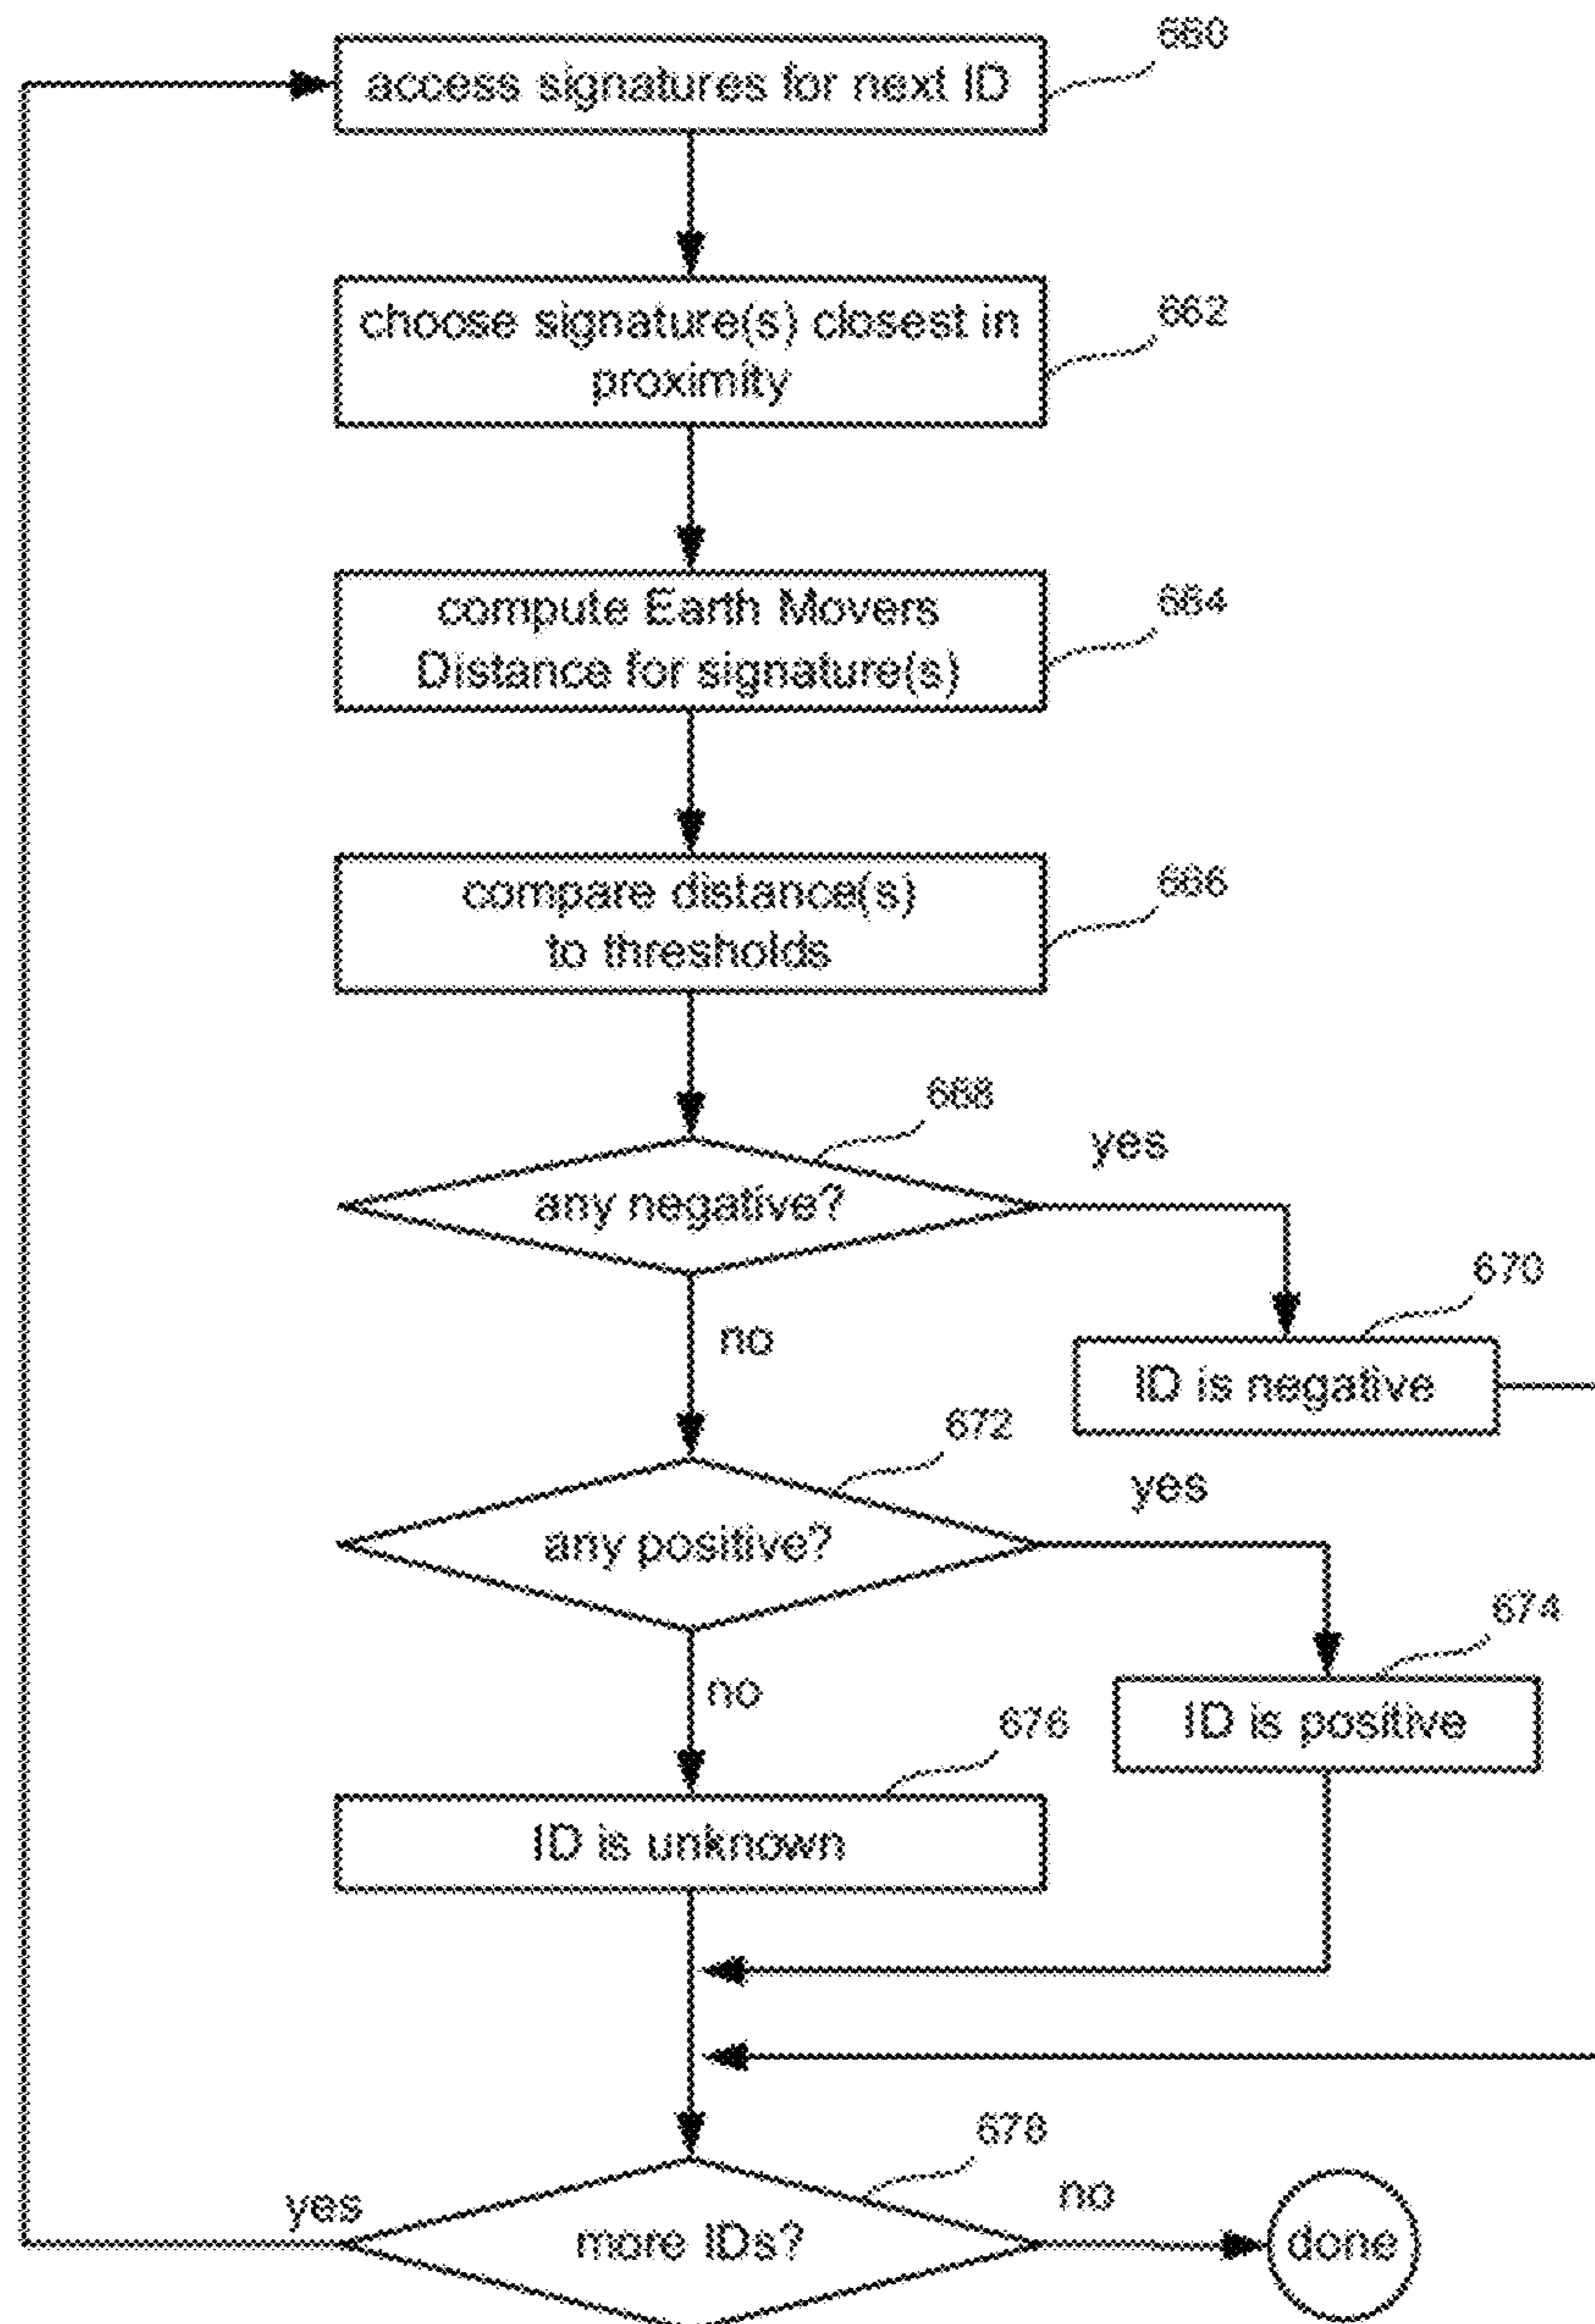 660
access signatures for next ID
662
choose signature(s) closest in
proximity
664
compute Earth Movers
Distance for signature(s)
666
compare distance(s)
to thresholds
668
yes
any negative?
670
no
ID is negative
672
yes
any positive?
674
no
ID is positive
676
ID is unknown
678
yes
no
more IDs?
done